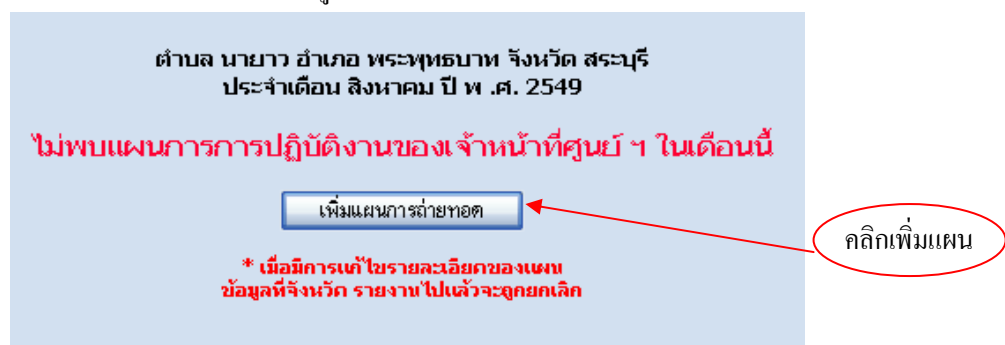 ตำบล นายาว อำเภอ พระพุทธบาท จังหวัด สระบุรี
ประจำเดือน สิงหาคม ปี พ .ศ. 2549
ไม่พบแผนการการปฏิบัติงานของเจ้าหน้าที่ศูนย์ ฯ ในเดือนนี้
เพิ่มแผนการถ่ายทอด
คลิกเพิ่มแผน
* เมื่อมีการแก้ไขรายละเอียดของแผน
ข้อมูลที่จังหวัด รายงานไปแล้วจะถูกยกเลิก